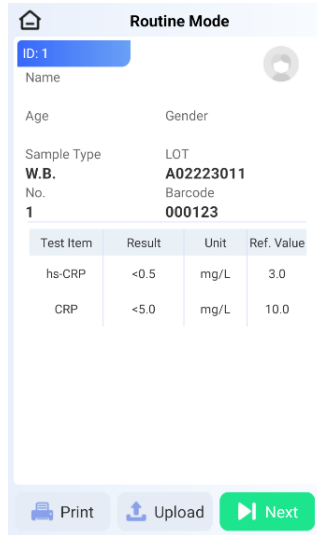 Routine Mode
ID: 1
Name
Age Gender
Sample Type LOT
W.B. A02223011
No. Barcode
1 000123
Test Item Result Unit Ref. Value
hs-CRP <0.5 mg/L 3.0
CRP <5.0 mg/L 10.0
Print Upload Next